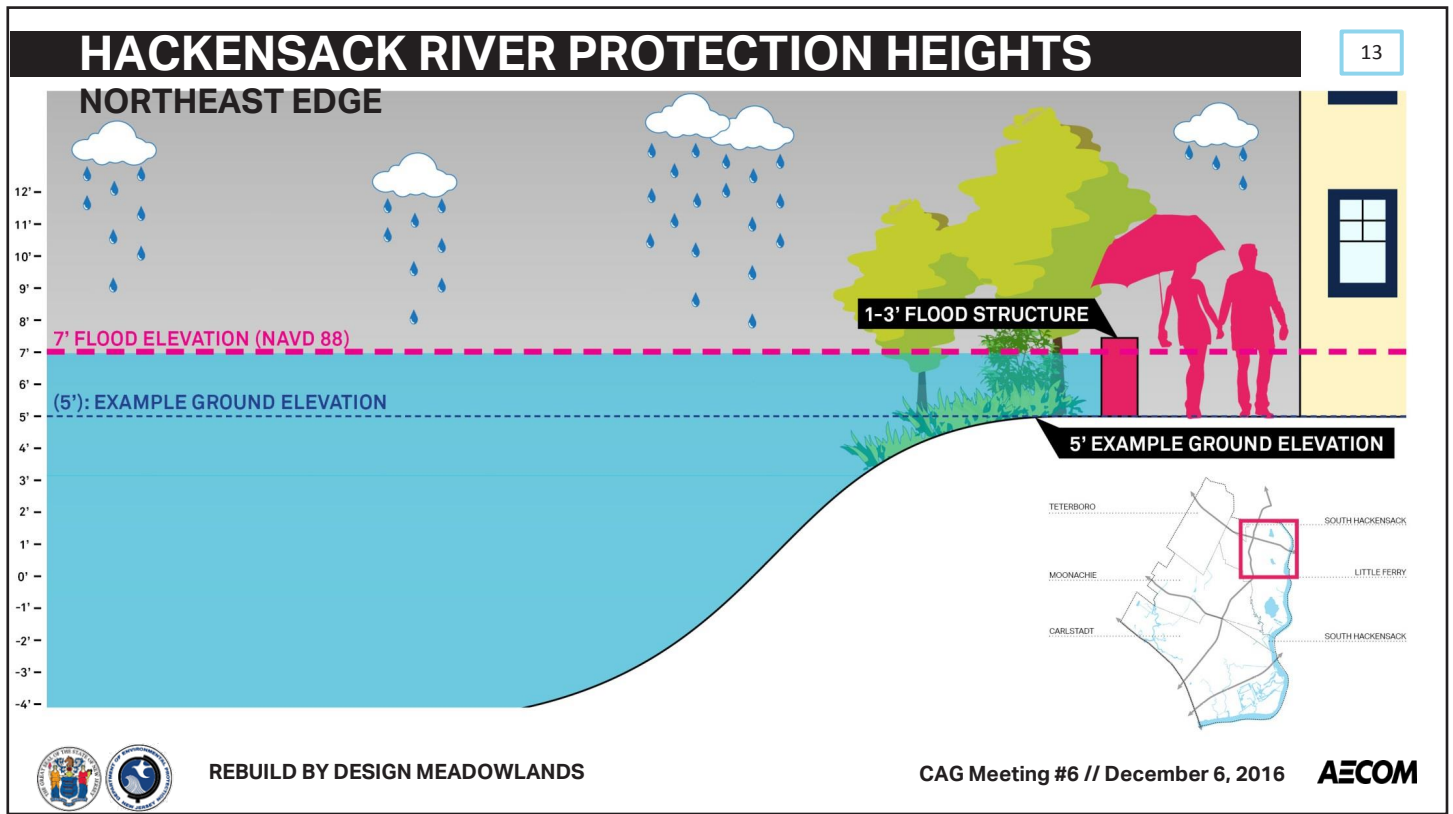 HACKENSACK RIVER PROTECTION HEIGHTS
13
NORTHEAST EDGE
12'
11'
10'
9'
8'
7'
6'
5'
4'
3'
2'
1'
0'
-1'
-2'
-3'
-4'
7' FLOOD ELEVATION (NAVD 88)
(5'): EXAMPLE GROUND ELEVATION
1-3' FLOOD STRUCTURE
5' EXAMPLE GROUND ELEVATION
TETERBORO
SOUTH HACKENSACK
MOONACHIE
LITTLE FERRY
CARLSTADT
SOUTH HACKENSACK
REBUILD BY DESIGN MEADOWLANDS
CAG Meeting #6 // December 6, 2016
AECOM